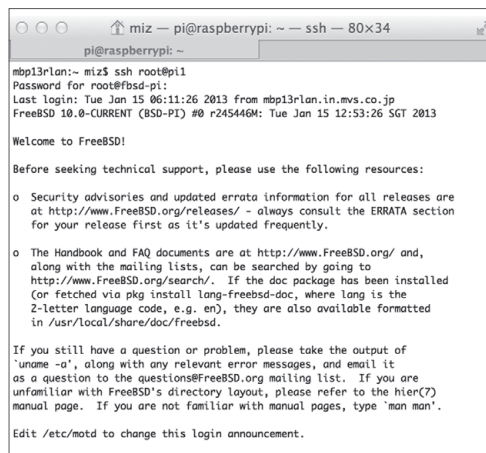 miz — pi@raspberrypi: ~ — ssh — 80×34
pi@raspberrypi: ~
mbp13rlan:~ miz$ ssh root@pi1
Password for root@fbsd-pi:
Last login: Tue Jan 15 06:11:26 2013 from mbp13rlan.in.mvs.co.jp
FreeBSD 10.0-CURRENT (BSD-PI) #0 r245446M: Tue Jan 15 12:53:26 SGT 2013
Welcome to FreeBSD!
Before seeking technical support, please use the following resources:
o  Security advisories and updated errata information for all releases are
at http://www.FreeBSD.org/releases/ - always consult the ERRATA section
for your release first as it's updated frequently.
o  The Handbook and FAQ documents are at http://www.FreeBSD.org/ and,
along with the mailing lists, can be searched by going to
http://www.FreeBSD.org/search/.  If the doc package has been installed
(or fetched via pkg install lang-freebsd-doc, where lang is the
2-letter language code, e.g. en), they are also available formatted
in /usr/local/share/doc/freebsd.
If you still have a question or problem, please take the output of
`uname -a', along with any relevant error messages, and email it
as a question to the questions@FreeBSD.org mailing list.  If you are
unfamiliar with FreeBSD's directory layout, please refer to the hier(7)
manual page.  If you are not familiar with manual pages, type `man man'.
Edit /etc/motd to change this login announcement.